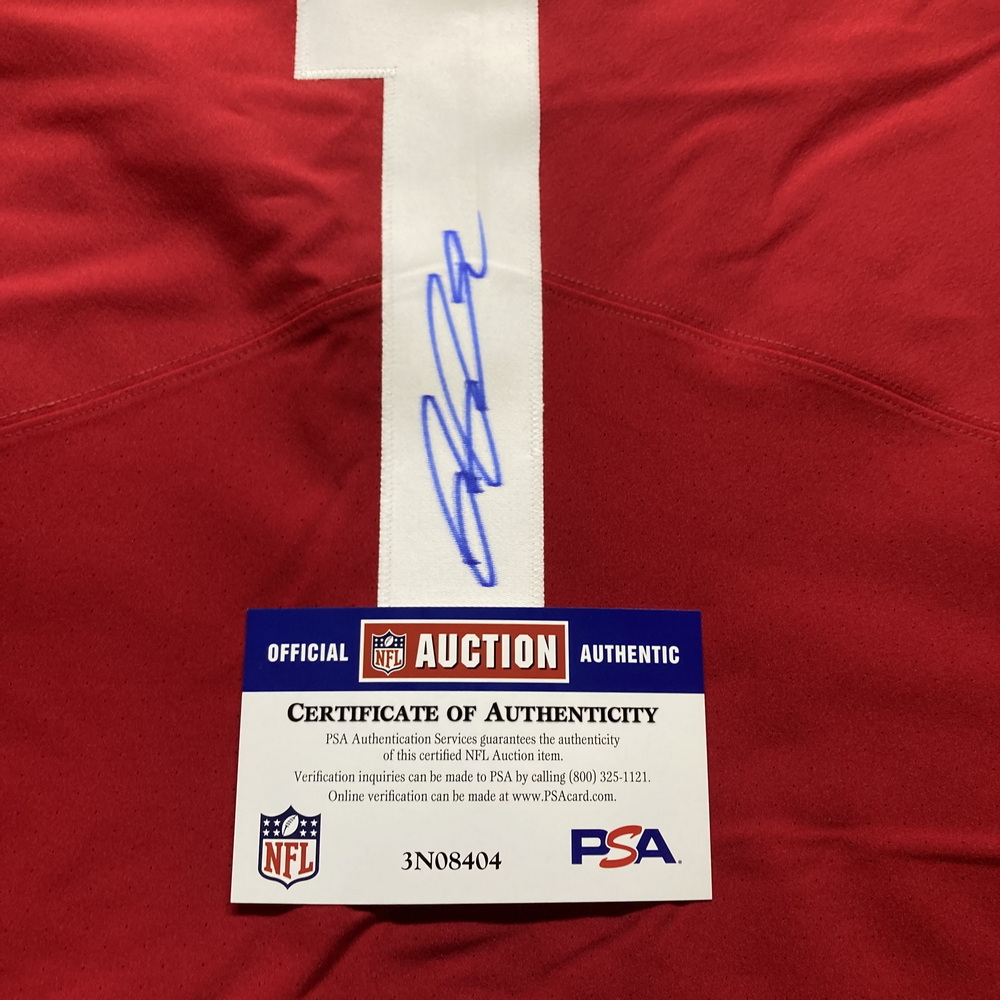 1
OFFICIAL NFL AUCTION AUTHENTIC
CERTIFICATE OF AUTHENTICITY
PSA Authentication Services guarantees the authenticity
of this certified NFL Auction item.
Verification inquiries can be made to PSA by calling (800) 325-1121.
Online verification can be made at www.PSAcard.com.
NFL 3N08404 PSA